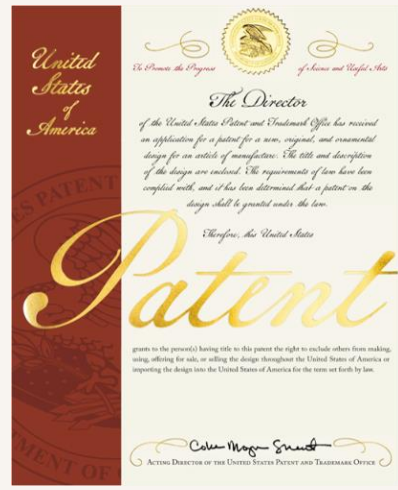 United
States
of
America
To Promote the Progress
of Science and Useful Arts
The Director
of the United States Patent and Trademark Office has received
an application for a patent for a new, original, and ornamental
design for an article of manufacture. The title and description
of the design are enclosed. The requirements of law have been
complied with, and it has been determined that a patent on the
design shall be granted under the law.
Therefore, this United States
Patent
grants to the person(s) having title to this patent the right to exclude others from making,
using, offering for sale, or selling the design throughout the United States of America or
importing the design into the United States of America for the term set forth by law.
ACTING DIRECTOR OF THE UNITED STATES PATENT AND TRADEMARK OFFICE
ES PATENT
MENT OF